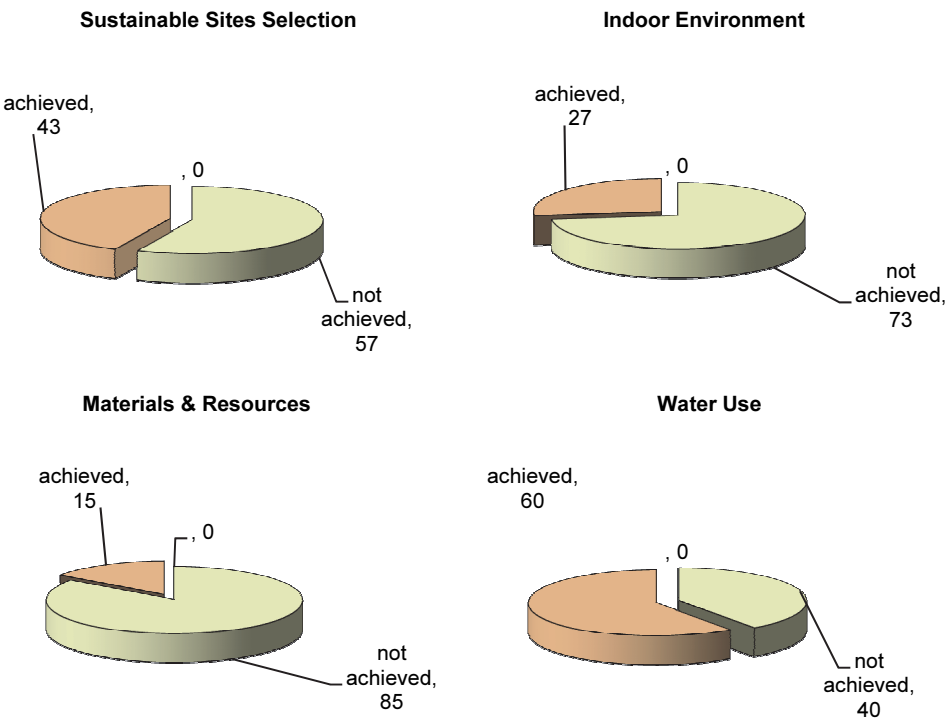 Sustainable Sites Selection
achieved,
43
, 0
not
achieved,
57
Indoor Environment
achieved,
27
, 0
not
achieved,
73
Materials & Resources
achieved,
15
, 0
not
achieved,
85
Water Use
achieved,
60
, 0
not
achieved,
40